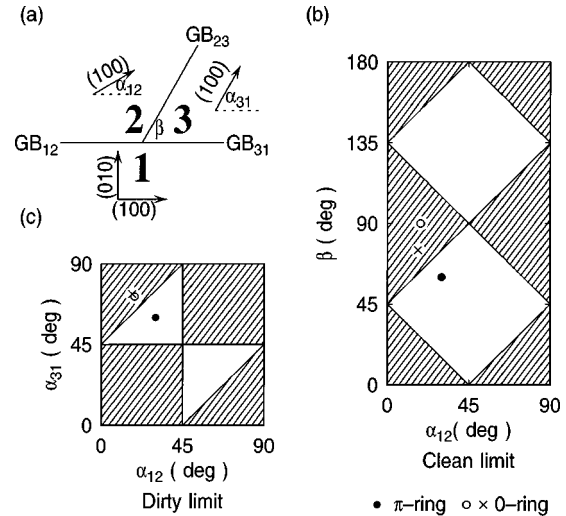 (a)
GB23
(100)
α12
(100)
α31
2
β
3
GB12
GB31
1
(010)
(100)
(b)
180
135
90
45
0
β (deg)
0
45
90
α12( deg )
Clean limit
(c)
90
45
0
α31 ( deg )
0
45
90
α12 ( deg )
Dirty limit
● π–ring ○ × 0–ring